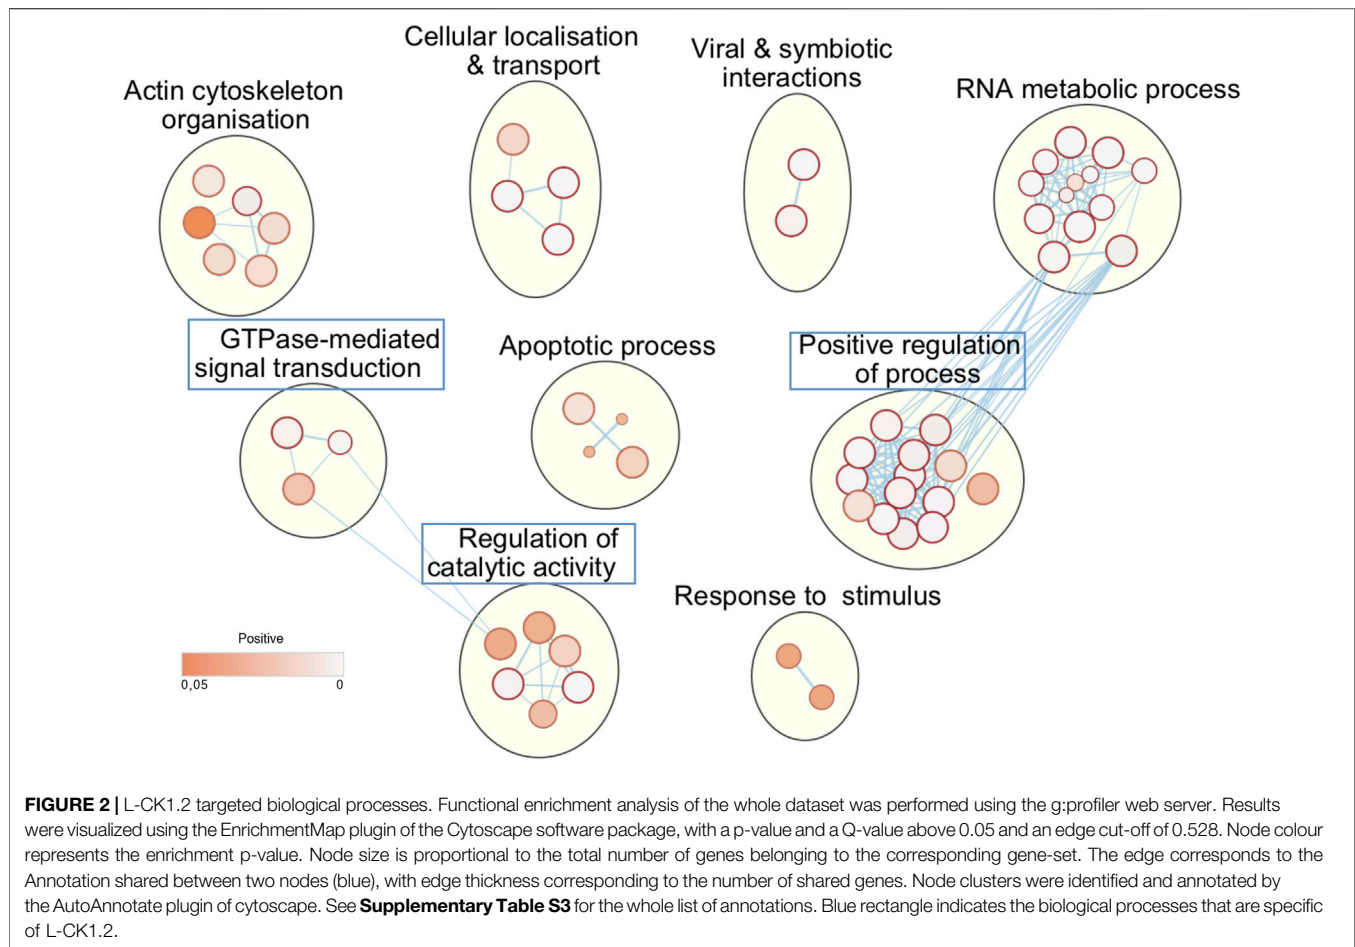 Cellular localisation
& transport
Viral & symbiotic
interactions
Actin cytoskeleton
organisation
RNA metabolic process
GTPase-mediated
signal transduction
Apoptotic process
Positive regulation
of process
Regulation of
catalytic activity
Response to stimulus
Positive
0,05 0
FIGURE 2 | L-CK1.2 targeted biological processes. Functional enrichment analysis of the whole dataset was performed using the g:profiler web server. Results
were visualized using the EnrichmentMap plugin of the Cytoscape software package, with a p-value and a Q-value above 0.05 and an edge cut-off of 0.528. Node colour
represents the enrichment p-value. Node size is proportional to the total number of genes belonging to the corresponding gene-set. The edge corresponds to the
Annotation shared between two nodes (blue), with edge thickness corresponding to the number of shared genes. Node clusters were identified and annotated by
the AutoAnnotate plugin of cytoscape. See Supplementary Table S3 for the whole list of annotations. Blue rectangle indicates the biological processes that are specific
of L-CK1.2.